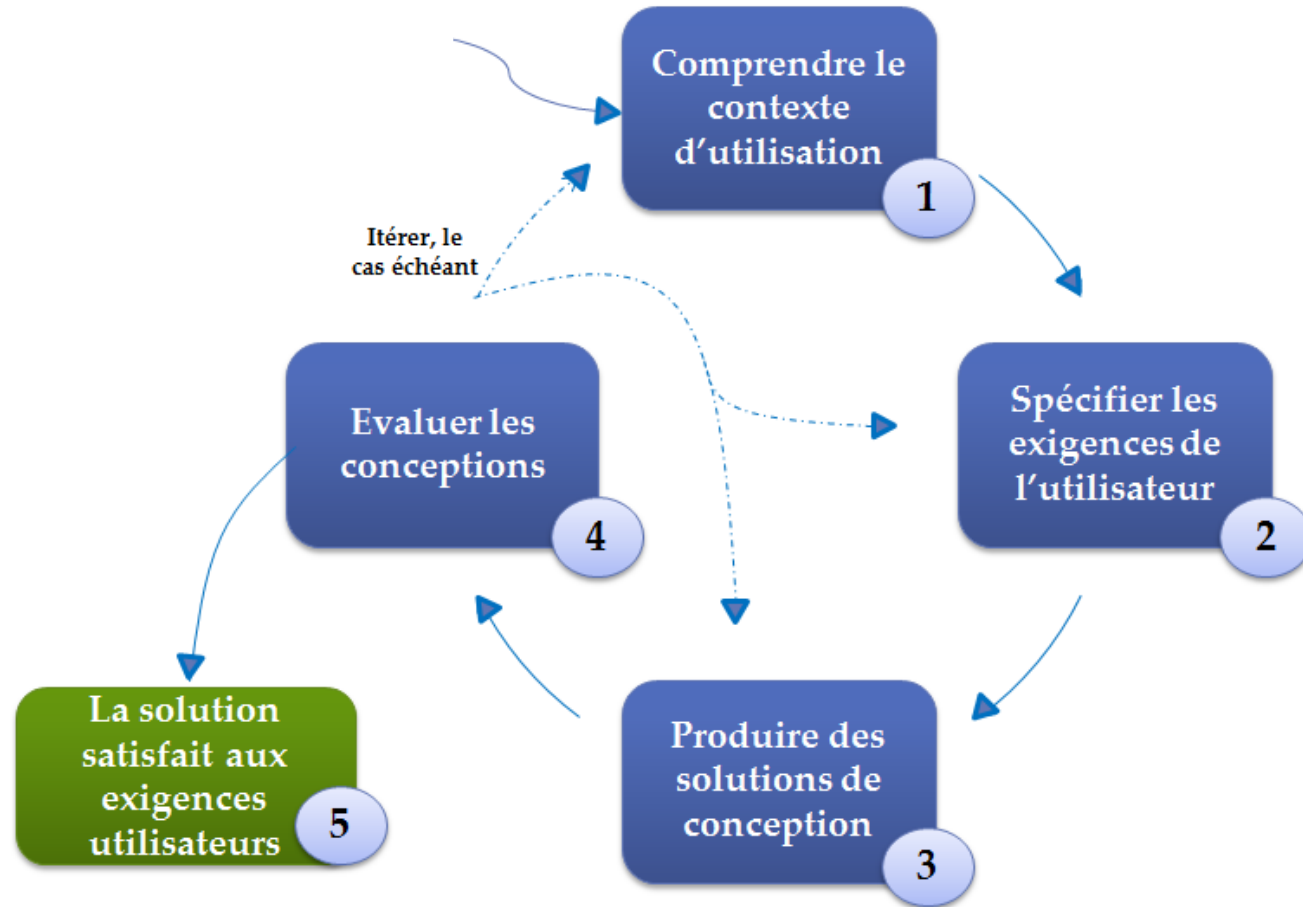 Comprendre le
contexte
d’utilisation
1
Itérer, le
cas échéant
Evaluer les
conceptions
4
Spécifier les
exigences de
l’utilisateur
2
La solution
satisfait aux
exigences
utilisateurs
5
Produire des
solutions de
conception
3